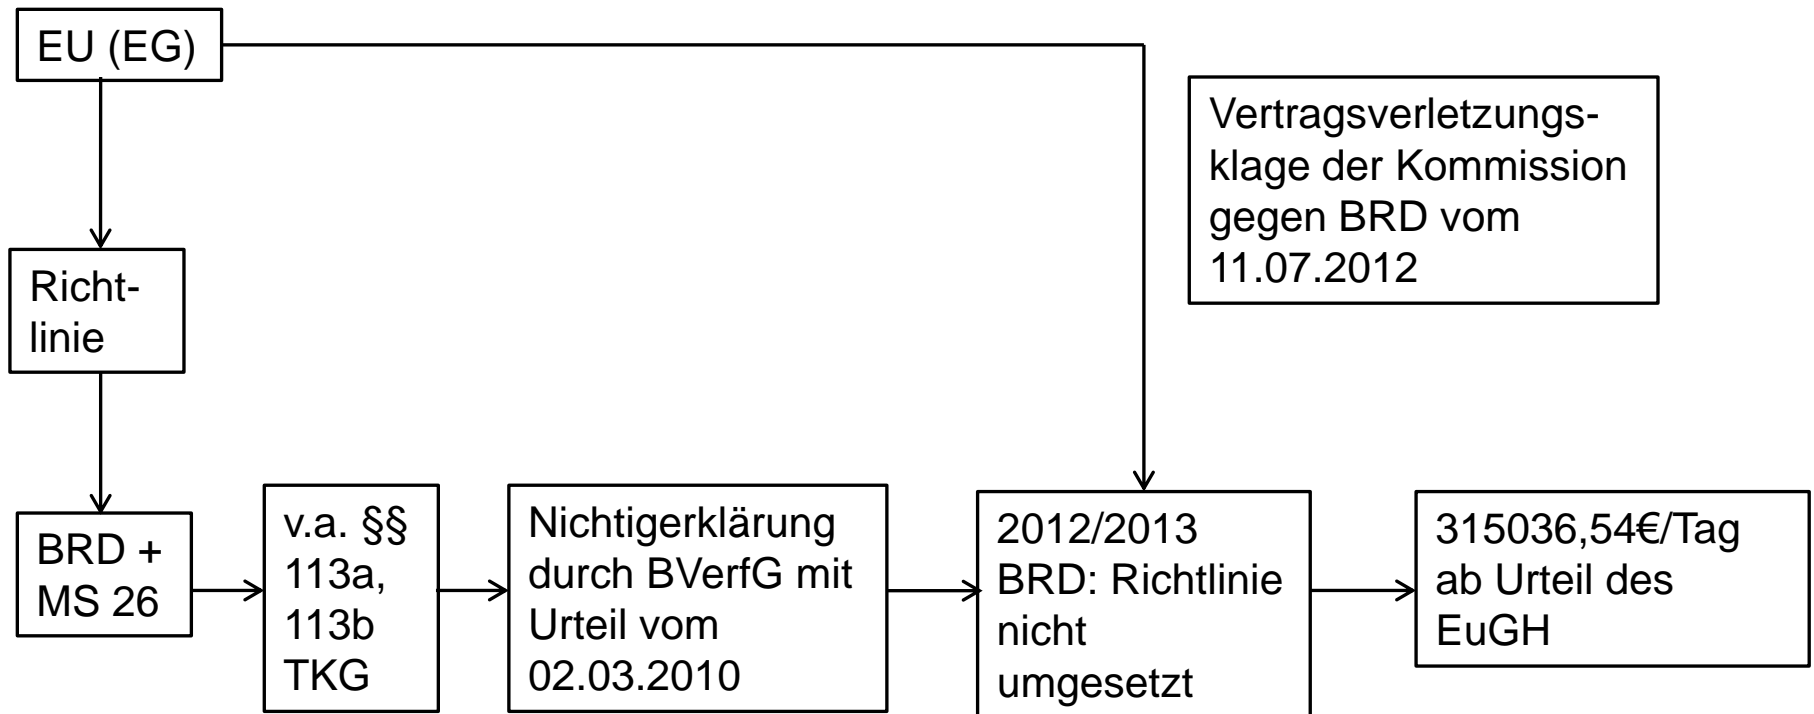 EU (EG)
Vertragsverletzungs-
klage der Kommission
gegen BRD vom
11.07.2012
Richt-
linie
BRD +
MS 26
v.a. §§
113a,
113b
TKG
Nichtigerklärung
durch BVerfG mit
Urteil vom
02.03.2010
2012/2013
BRD: Richtlinie
nicht
umgesetzt
315036,54€/Tag
ab Urteil des
EuGH